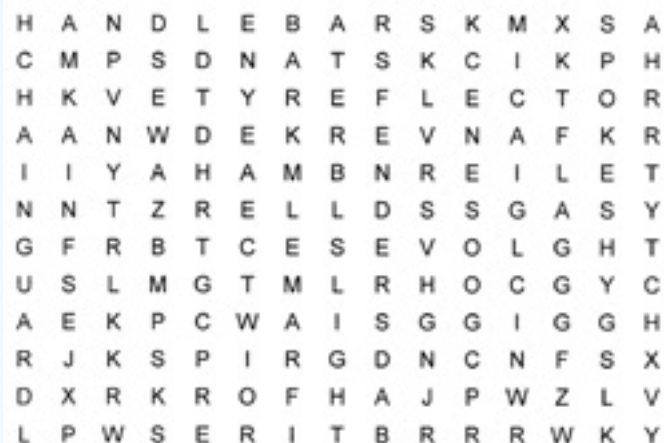 H A N D L E B A R S K M X S A
C M P S D N A T S K C I K P H
H K V E T Y R E F L E C T O R
A A N W D E K R E V N A F K R
I I Y A H A M B N R E I L E T
N N T Z R E L L D S S G A S Y
G F R B T C E S E V O L G H T
U S L M G T M L R H O C G Y C
A E K P C W A I S G G I G G H
R J K S P I R G D N C N F S X
D X R K R O F H A J P W Z L V
L P W S E R I T B R R R W K Y